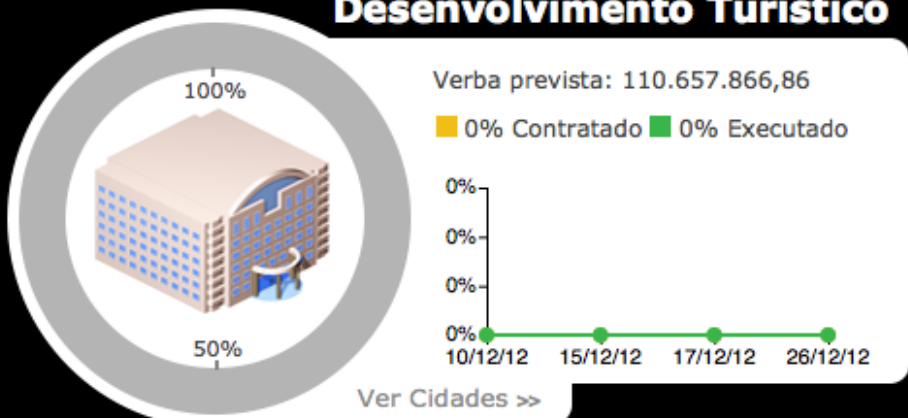 Desenvolvimento Turístico
100%
50%
Verba prevista: 110.657.866,86
0% Contratado 0% Executado
0%
0%
0%
0%
10/12/12 15/12/12 17/12/12 26/12/12
Ver Cidades >>